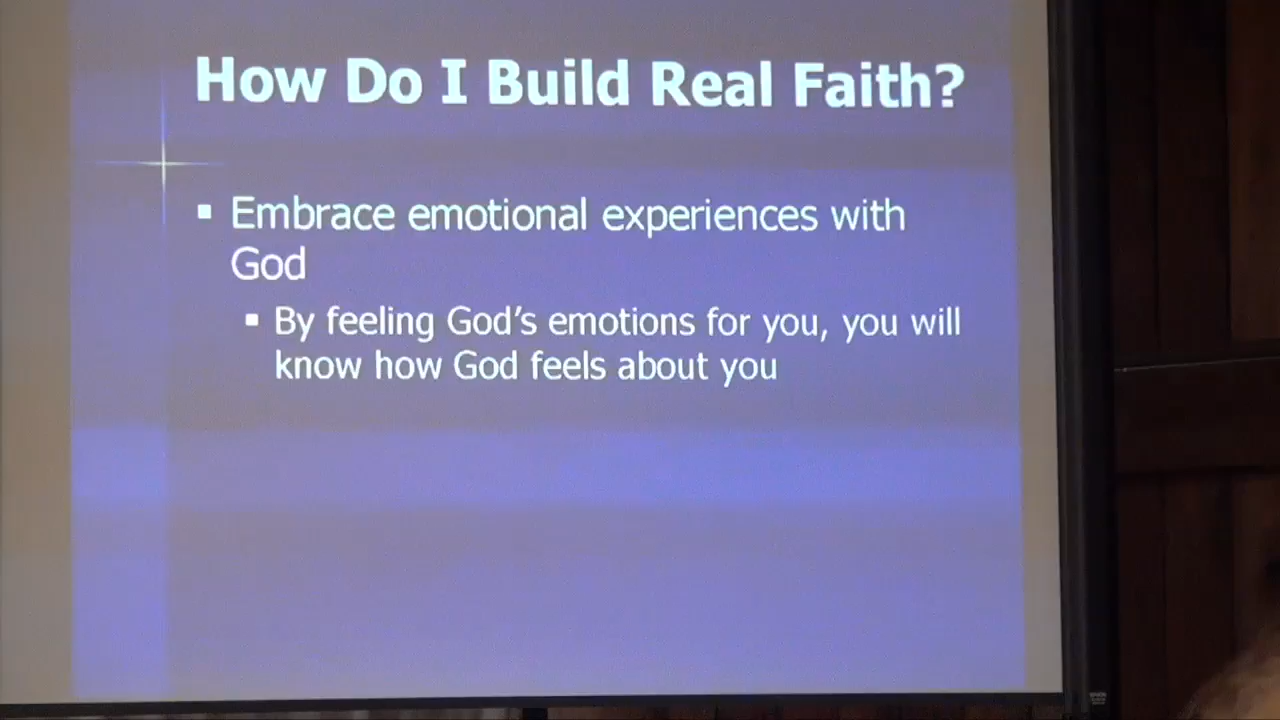 How Do I Build Real Faith?
▪ Embrace emotional experiences with
God
▪ By feeling God's emotions for you, you will
know how God feels about you